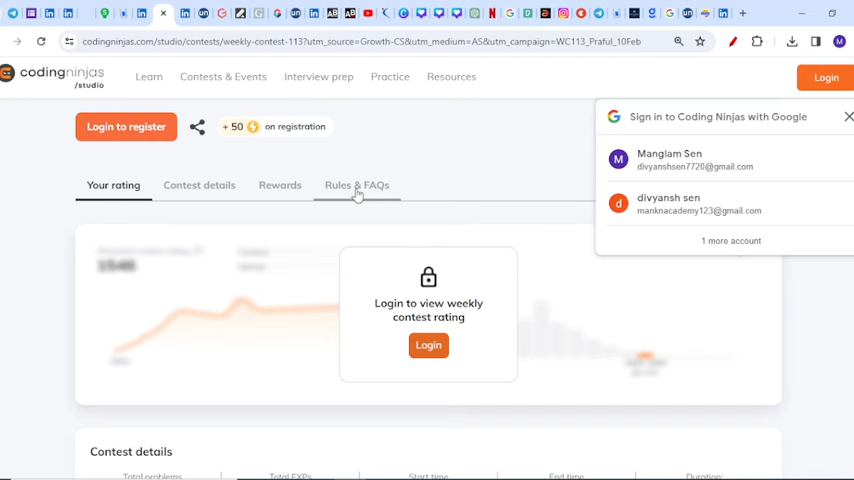 codingninjas.com/studio/contests/weekly-contest-113?utm_source=Growth-CS&utm_medium=AS&utm_campaign=WC113_Praful_10Feb
M
codingninjas
/studio
Learn
Contests & Events
Interview prep
Practice
Resources
Login
Login to register
+ 50 on registration
Sign in to Coding Ninjas with Google
M
Manglam Sen
divyanshsen7720@gmail.com
d
divyansh sen
manknacademy123@gmail.com
1 more account
Your rating
Contest details
Rewards
Rules & FAQs
1546
Login to view weekly
contest rating
Login
Contest details
Total problems
Total EXPs
Start time
End time
Duration: